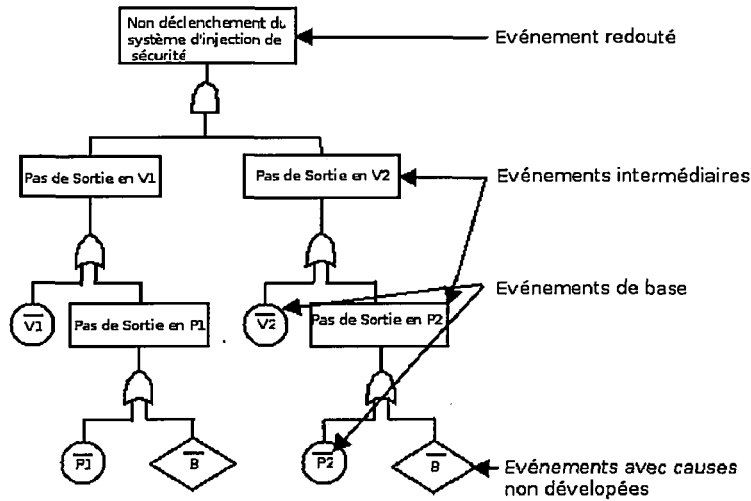 Non déclenchement du
système d'injection de
sécurité
Evénement redouté
Pas de Sortie en V1
Pas de Sortie en V2
Evénements intermédiaires
Evénements de base
V1
Pas de Sortie en P1
V2
Pas de Sortie en P2
P1
B
P2
B
Evénements avec causes
non dévelopées